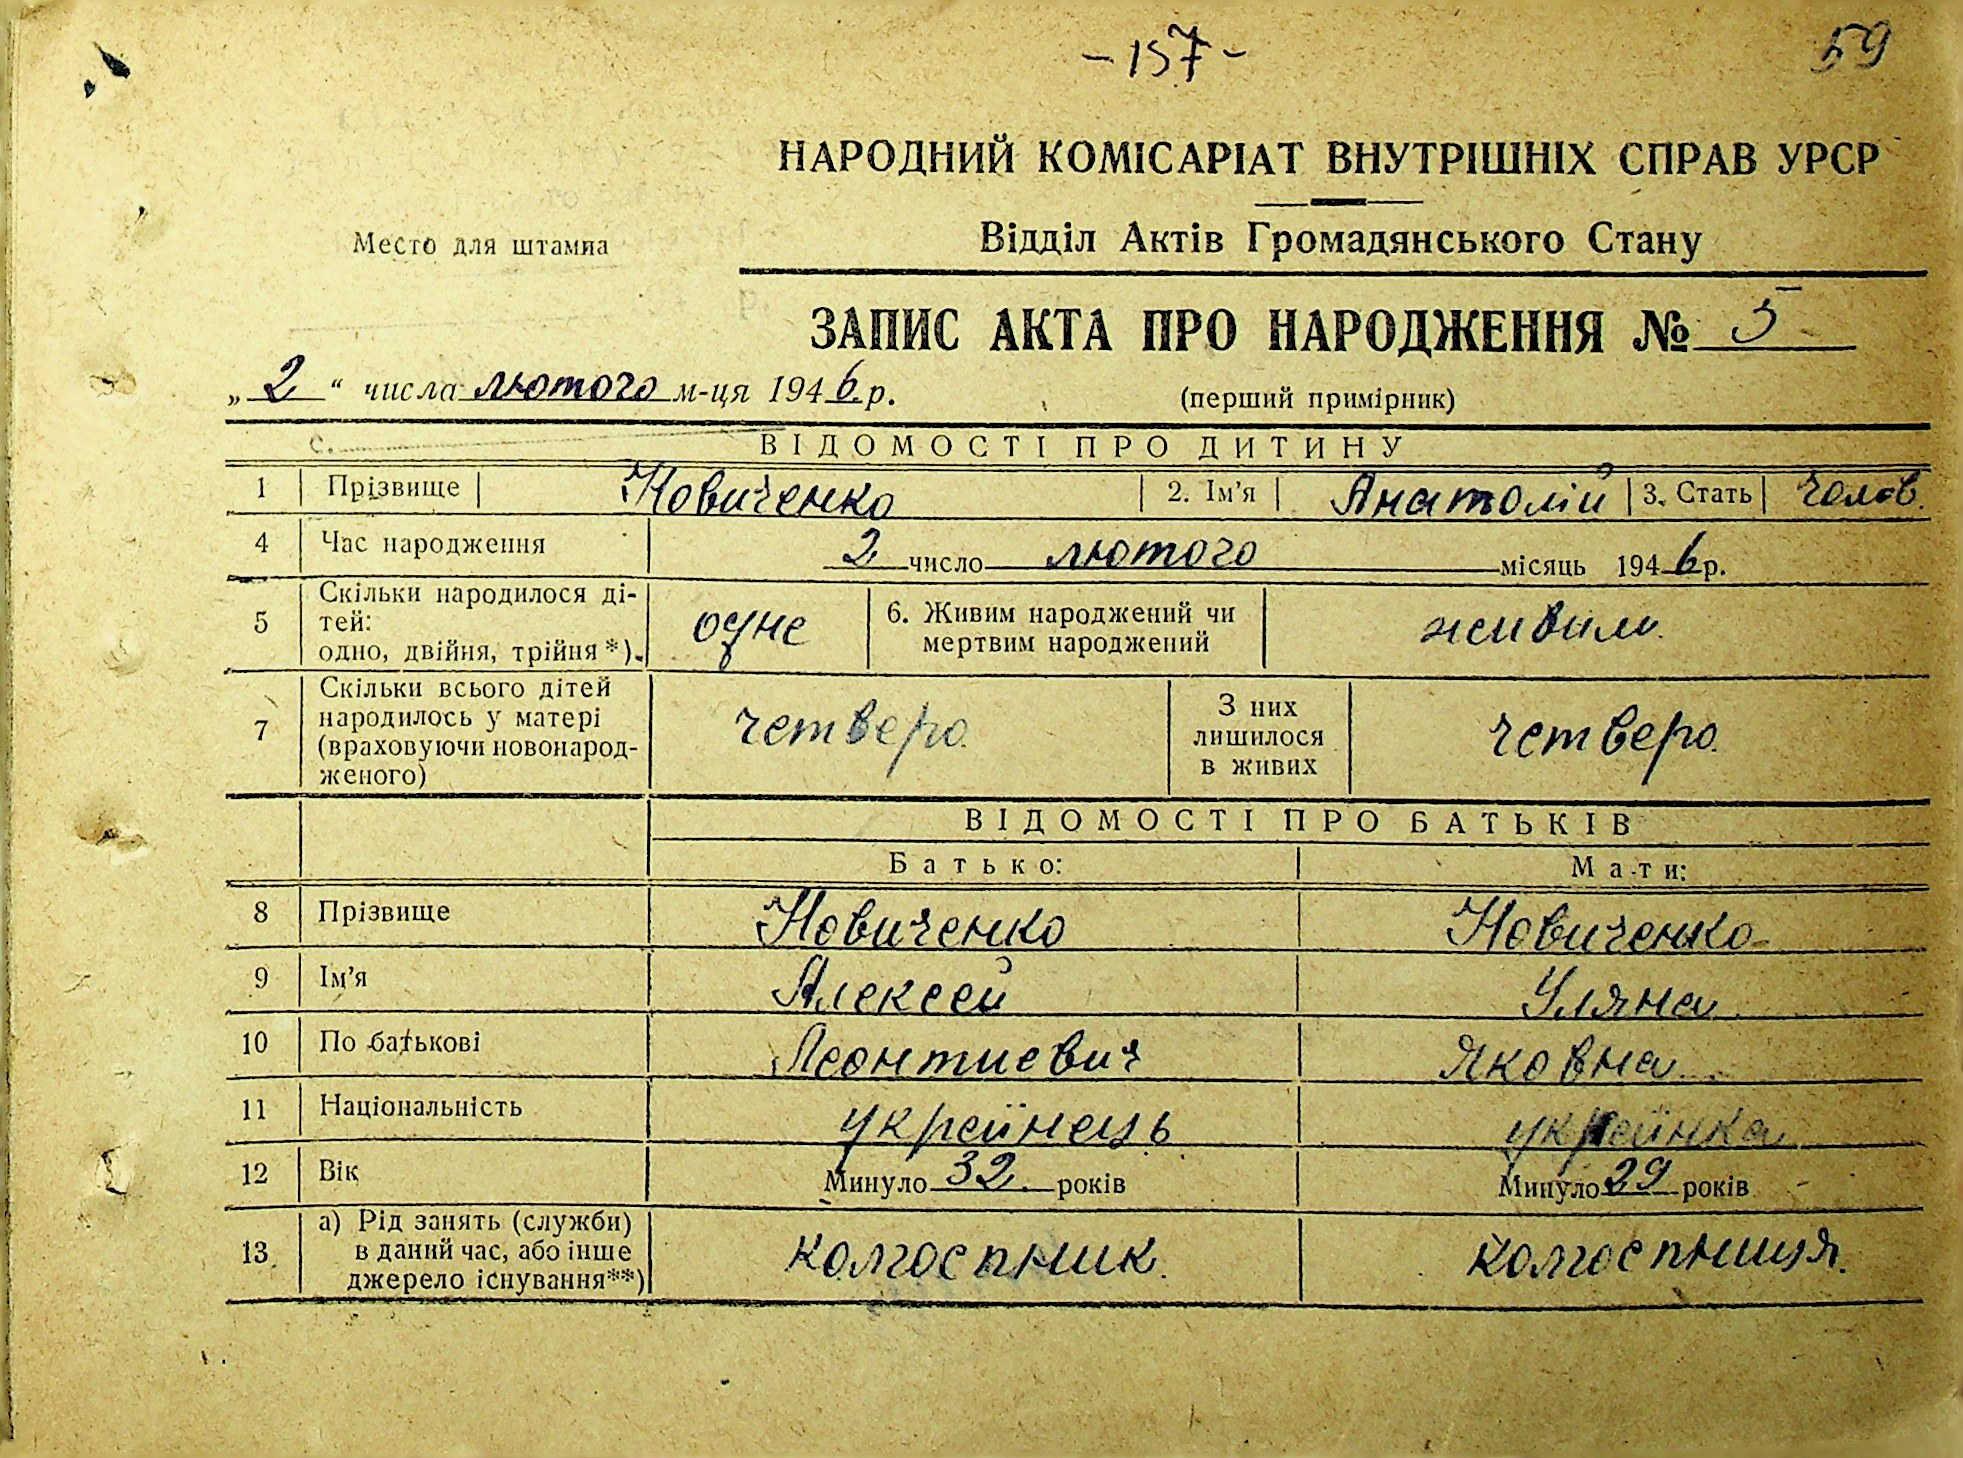 - 157 -
59
НАРОДНИЙ КОМІСАРІАТ ВНУТРІШНІХ СПРАВ УРСР
Место для штампа
Відділ Актів Громадянського Стану
ЗАПИС АКТА ПРО НАРОДЖЕННЯ № 5
„ 2 “ числа лютого м-ця 1946 р.
(перший примірник)
с.
ВІДОМОСТІ ПРО ДИТИНУ
1 Прізвище Новиченко 2. Ім'я Анатолій 3. Стать чолов.
4 Час народження 2 число лютого місяць 1946 р.
5 Скільки народилося ді-
тей:
одно, двійня, трійня *). одне
6. Живим народжений чи
мертвим народжений живим.
7 Скільки всього дітей
народилось у матері
(враховуючи новонарод-
женого) четверо.
З них
лишилося
в живих четверо.
ВІДОМОСТІ ПРО БАТЬКІВ
Батько: Мати:
8 Прізвище Новиченко Новиченко
9 Ім'я Алексей Уляна
10 По батькові Леонтиевич Яковна
11 Національність українець українка
12 Вік Минуло 32 років Минуло 29 років
13. а) Рід занять (служби)
в даний час, або інше
джерело існування**) колгоспник. колгоспниця.